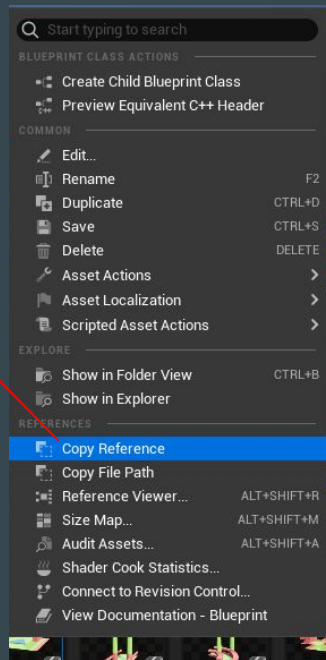 Start typing to search
BLUEPRINT CLASS ACTIONS
Create Child Blueprint Class
Preview Equivalent C++ Header
COMMON
Edit...
Rename F2
Duplicate CTRL+D
Save CTRL+S
Delete DELETE
Asset Actions
Asset Localization
Scripted Asset Actions
EXPLORE
Show in Folder View CTRL+B
Show in Explorer
REFERENCES
Copy Reference
Copy File Path
Reference Viewer... ALT+SHIFT+R
Size Map... ALT+SHIFT+M
Audit Assets... ALT+SHIFT+A
Shader Cook Statistics...
Connect to Revision Control...
View Documentation - Blueprint